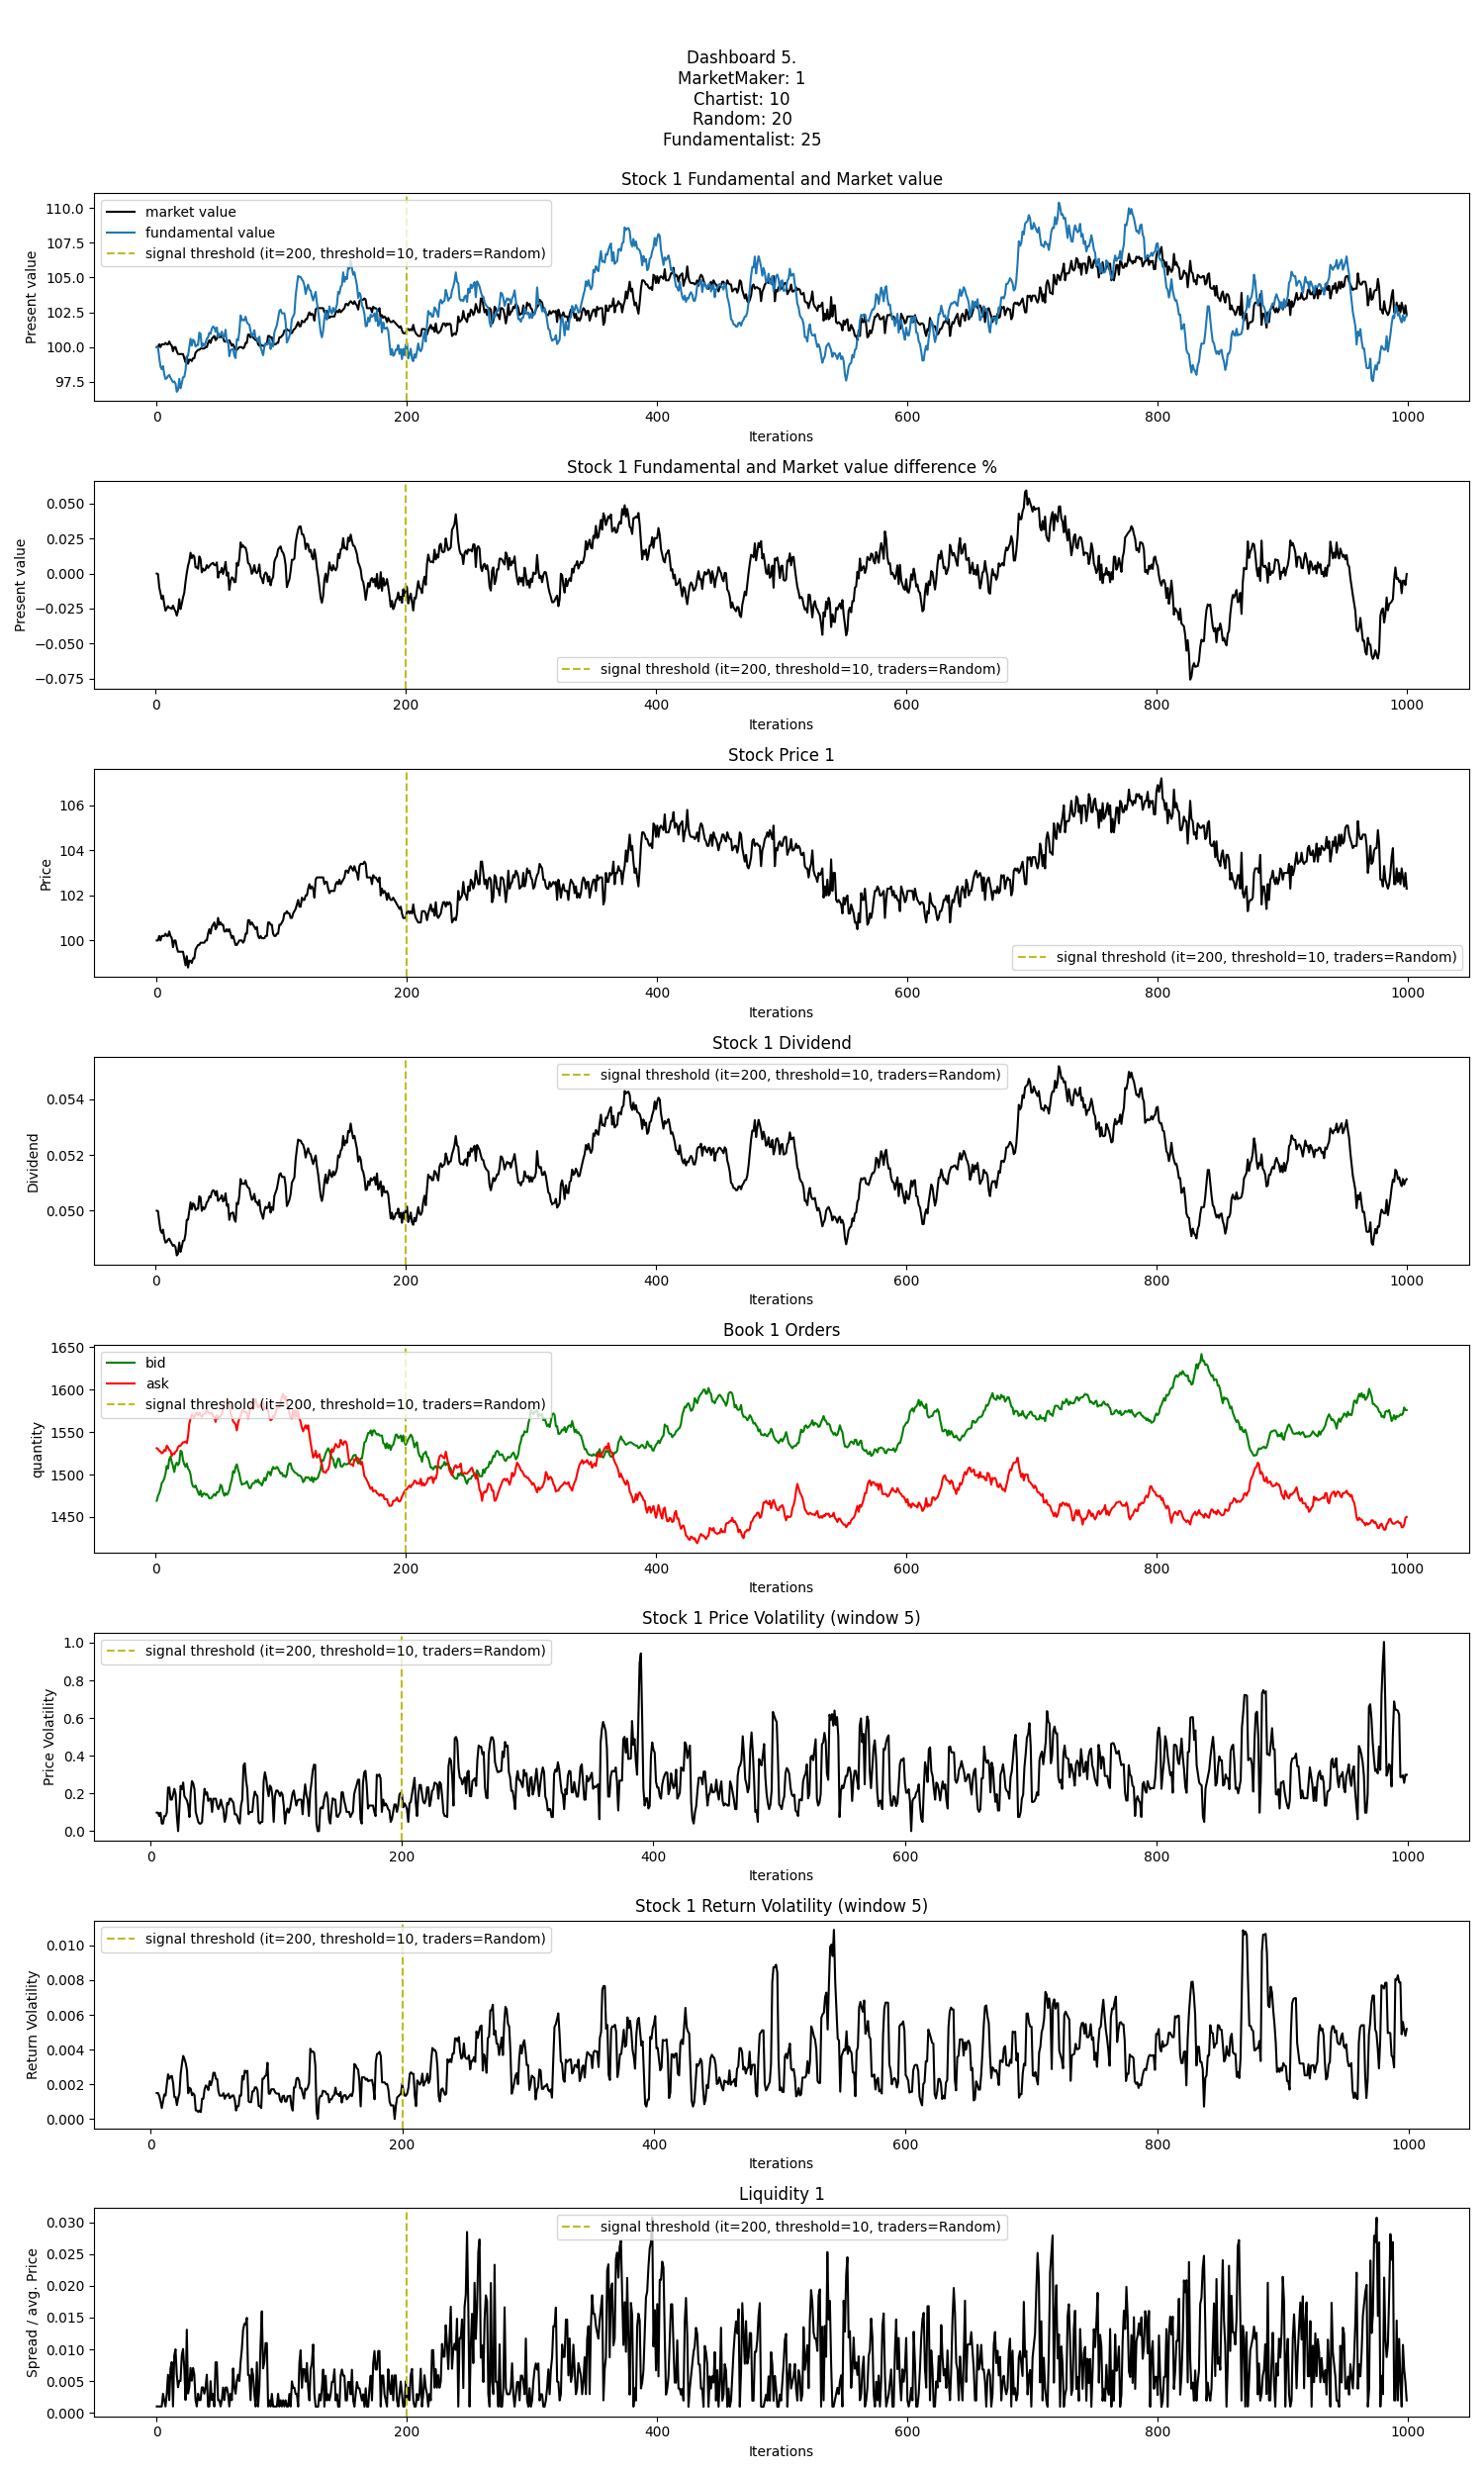 Dashboard 5.
MarketMaker: 1
Chartist: 10
Random: 20
Fundamentalist: 25
Stock 1 Fundamental and Market value
Present value
110.0
107.5
105.0
102.5
100.0
97.5
market value
fundamental value
signal threshold (it=200, threshold=10, traders=Random)
0 200 400 600 800 1000
Iterations
Stock 1 Fundamental and Market value difference %
Present value
0.050
0.025
0.000
−0.025
−0.050
−0.075
signal threshold (it=200, threshold=10, traders=Random)
0 200 400 600 800 1000
Iterations
Stock Price 1
Price
106
104
102
100
signal threshold (it=200, threshold=10, traders=Random)
0 200 400 600 800 1000
Iterations
Stock 1 Dividend
Dividend
0.054
0.052
0.050
signal threshold (it=200, threshold=10, traders=Random)
0 200 400 600 800 1000
Iterations
Book 1 Orders
quantity
1650
1600
1550
1500
1450
bid
ask
signal threshold (it=200, threshold=10, traders=Random)
0 200 400 600 800 1000
Iterations
Stock 1 Price Volatility (window 5)
Price Volatility
1.0
0.8
0.6
0.4
0.2
0.0
signal threshold (it=200, threshold=10, traders=Random)
0 200 400 600 800 1000
Iterations
Stock 1 Return Volatility (window 5)
Return Volatility
0.010
0.008
0.006
0.004
0.002
0.000
signal threshold (it=200, threshold=10, traders=Random)
0 200 400 600 800 1000
Iterations
Liquidity 1
Spread / avg. Price
0.030
0.025
0.020
0.015
0.010
0.005
0.000
signal threshold (it=200, threshold=10, traders=Random)
0 200 400 600 800 1000
Iterations